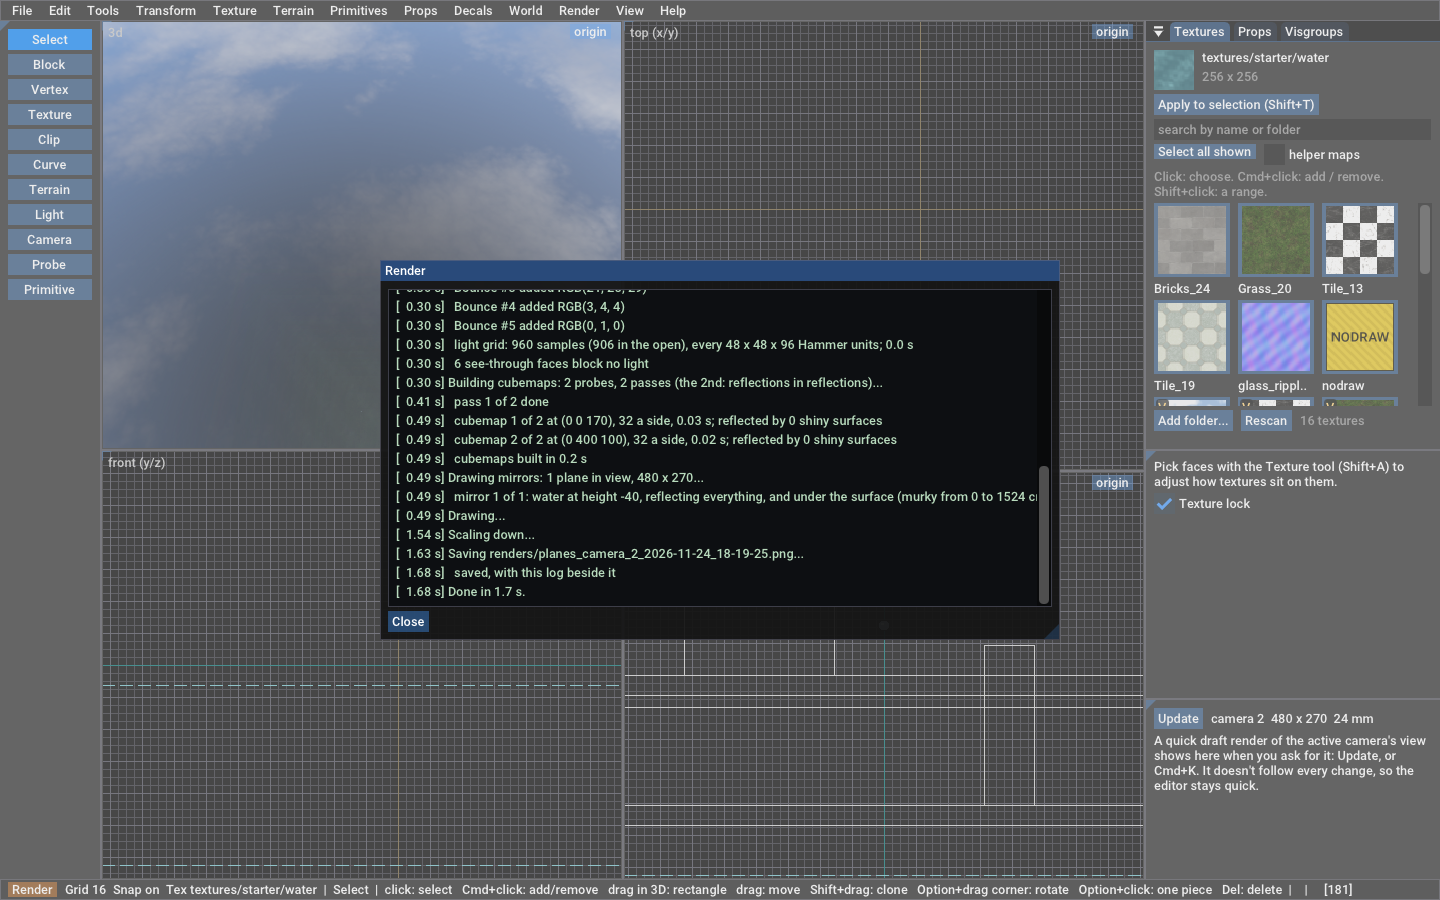 File Edit Tools Transform Texture Terrain Primitives Props Decals World Render View Help
Select
Block
Vertex
Texture
Clip
Curve
Terrain
Light
Camera
Probe
Primitive
3d
origin
top (x/y)
origin
front (y/z)
origin
Render
[ 0.30 s] Bounce #4 added RGB(3, 4, 4)
[ 0.30 s] Bounce #5 added RGB(0, 1, 0)
[ 0.30 s] light grid: 960 samples (906 in the open), every 48 x 48 x 96 Hammer units; 0.0 s
[ 0.30 s] 6 see-through faces block no light
[ 0.30 s] Building cubemaps: 2 probes, 2 passes (the 2nd: reflections in reflections)...
[ 0.41 s] pass 1 of 2 done
[ 0.49 s] cubemap 1 of 2 at (0 0 170), 32 a side, 0.03 s; reflected by 0 shiny surfaces
[ 0.49 s] cubemap 2 of 2 at (0 400 100), 32 a side, 0.02 s; reflected by 0 shiny surfaces
[ 0.49 s] cubemaps built in 0.2 s
[ 0.49 s] Drawing mirrors: 1 plane in view, 480 x 270...
[ 0.49 s] mirror 1 of 1: water at height -40, reflecting everything, and under the surface (murky from 0 to 1524
[ 0.49 s] Drawing...
[ 1.54 s] Scaling down...
[ 1.63 s] Saving renders/planes_camera_2_2026-11-24_18-19-25.png...
[ 1.68 s] saved, with this log beside it
[ 1.68 s] Done in 1.7 s.
Close
Textures Props Visgroups
textures/starter/water
256 x 256
Apply to selection (Shift+T)
search by name or folder
Select all shown helper maps
Click: choose. Cmd+click: add / remove.
Shift+click: a range.
Bricks_24 Grass_20 Tile_13
NODRAW
Tile_19 glass_rippl.. nodraw
Add folder... Rescan 16 textures
Pick faces with the Texture tool (Shift+A) to
adjust how textures sit on them.
Texture lock
Update camera 2 480 x 270 24 mm
A quick draft render of the active camera's view
shows here when you ask for it: Update, or
Cmd+K. It doesn't follow every change, so the
editor stays quick.
Render Grid 16 Snap on Tex textures/starter/water | Select | click: select Cmd+click: add/remove drag in 3D: rectangle drag: move Shift+drag: clone Option+drag corner: rotate Option+click: one piece Del: delete | | [181]